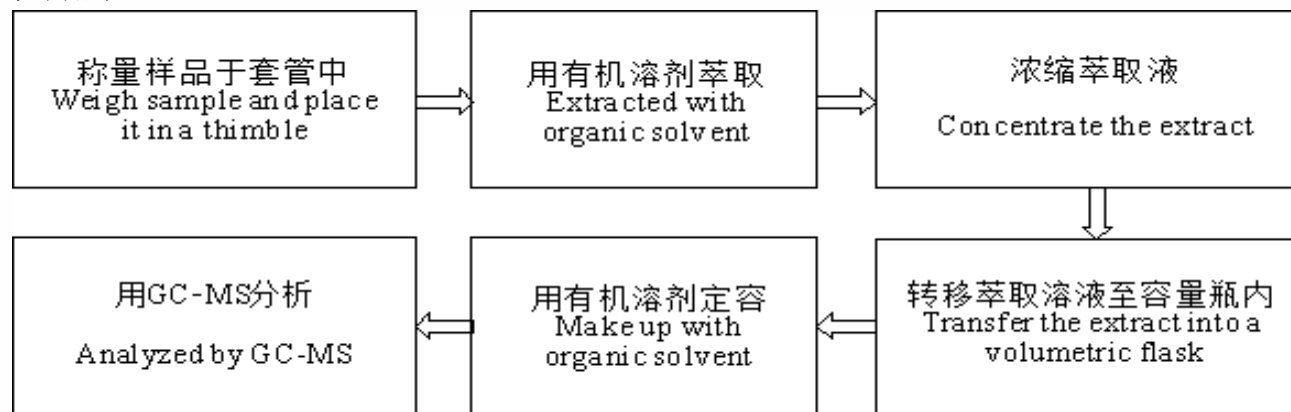 称量样品于套管中
Weigh sample and place
it in a thimble
用有机溶剂萃取
Extracted with
organic solvent
浓缩萃取液
Concentrate the extract
转移萃取溶液至容量瓶内
Transfer the extract into a
volumetric flask
用有机溶剂定容
Make up with
organic solvent
用GC-MS分析
Analyzed by GC-MS